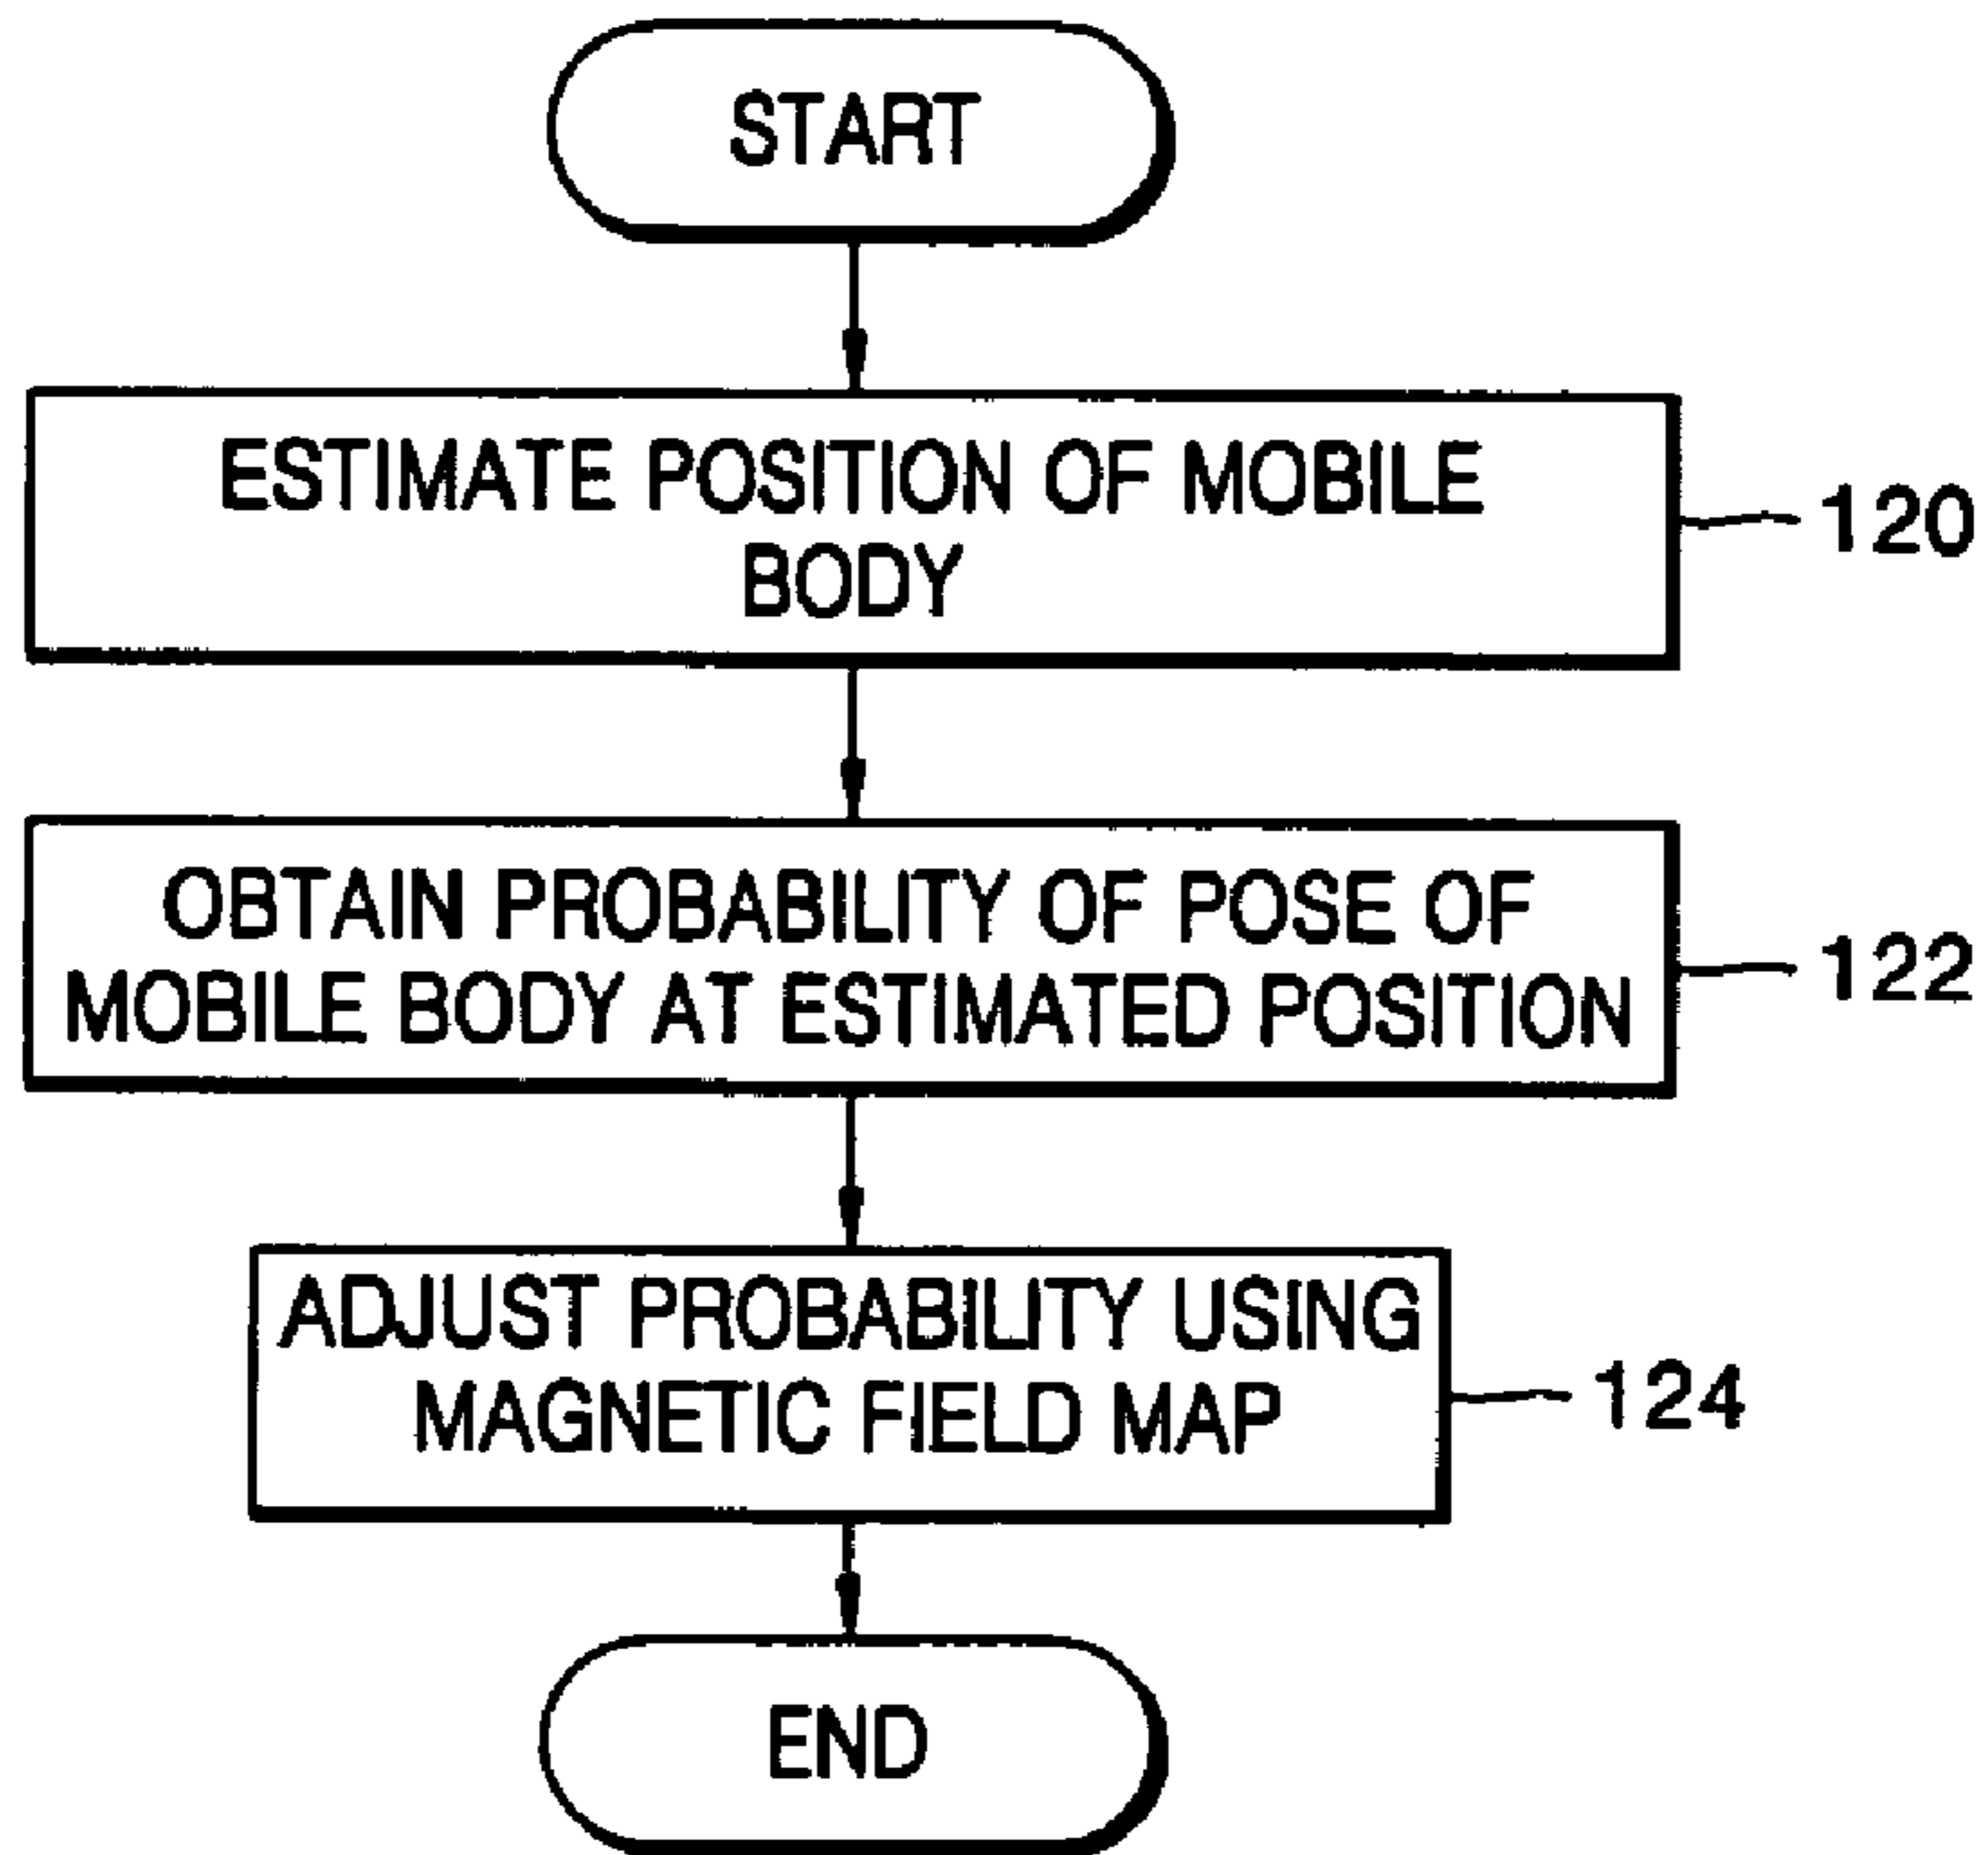 START
ESTIMATE POSITION OF MOBILE
BODY
120
OBTAIN PROBABILITY OF POSE OF
MOBILE BODY AT ESTIMATED POSITION
122
ADJUST PROBABILITY USING
MAGNETIC FIELD MAP
124
END